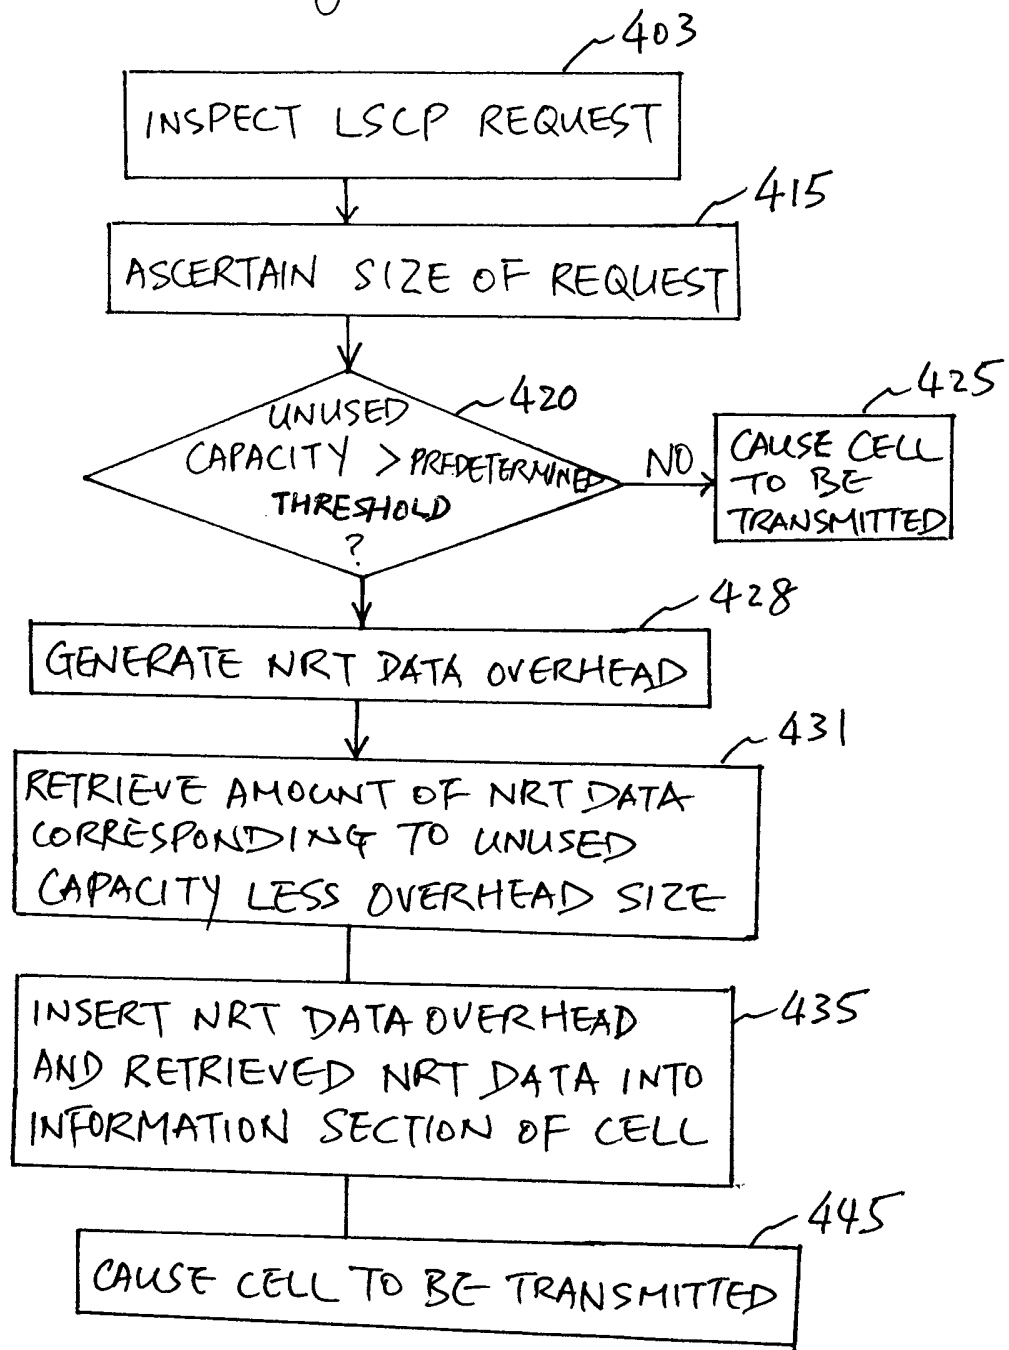 403
INSPECT LSCP REQUEST
415
ASCERTAIN SIZE OF REQUEST
420
UNUSED
CAPACITY > PREDETERMINED
THRESHOLD
?
NO
425
CAUSE CELL
TO BE
TRANSMITTED
428
GENERATE NRT DATA OVERHEAD
431
RETRIEVE AMOUNT OF NRT DATA
CORRESPONDING TO UNUSED
CAPACITY LESS OVERHEAD SIZE
435
INSERT NRT DATA OVERHEAD
AND RETRIEVED NRT DATA INTO
INFORMATION SECTION OF CELL
445
CAUSE CELL TO BE TRANSMITTED